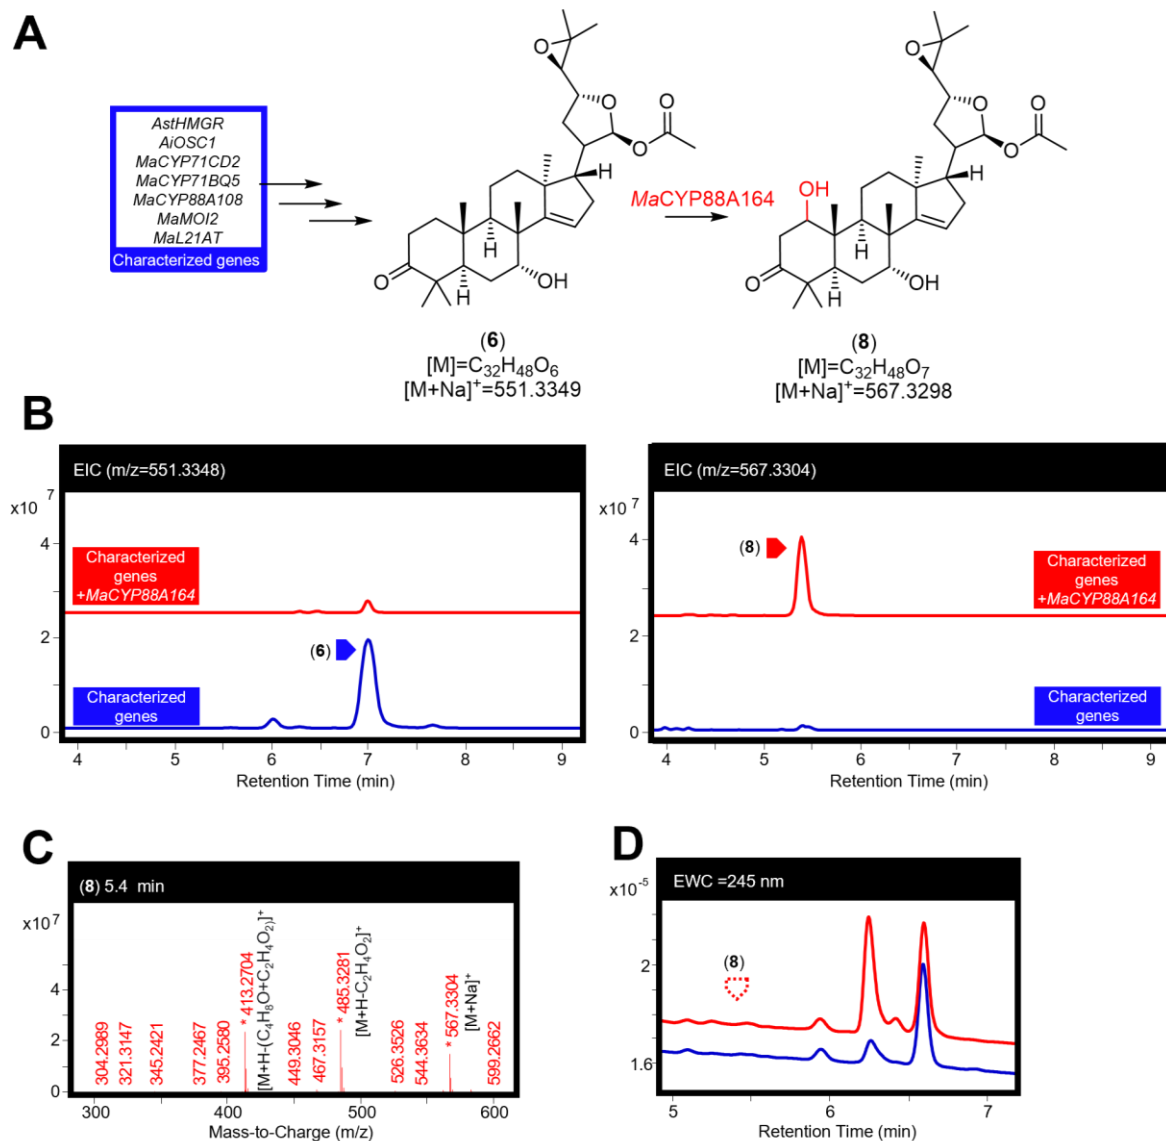 A
AstHMGR
AiOSC1
MaCYP71CD2
MaCYP71BQ5
MaCYP88A108
MaMOI2
MaL21AT
Characterized genes
O
O
O
O
H
H
H
O
OH
(6)
[M]=C₃₂H₄₈O₆
[M+Na]⁺=551.3349
MaCYP88A164
O
O
O
O
OH
H
H
H
O
OH
(8)
[M]=C₃₂H₄₈O₇
[M+Na]⁺=567.3298
B
EIC (m/z=551.3348)
x10 7
4
2
0
Characterized
genes
+MaCYP88A164
(6)
Characterized
genes
4 5 6 7 8 9
Retention Time (min)
EIC (m/z=567.3304)
x10 7
4
2
0
(8)
Characterized
genes
+MaCYP88A164
Characterized
genes
4 5 6 7 8 9
Retention Time (min)
C
(8) 5.4 min
x10⁷
4
2
0
304.2989
321.3147
345.2421
377.2467
395.2580
* 413.2704
[M+H-(C₄H₈O+C₂H₄O₂)]⁺
449.3046
467.3157
* 485.3281
[M+H-C₂H₄O₂]⁺
526.3526
544.3634
* 567.3304
[M+Na]⁺
599.2662
300 400 500 600
Mass-to-Charge (m/z)
D
EWC =245 nm
x10⁻⁵
2
1.6
(8)
5 6 7
Retention Time (min)